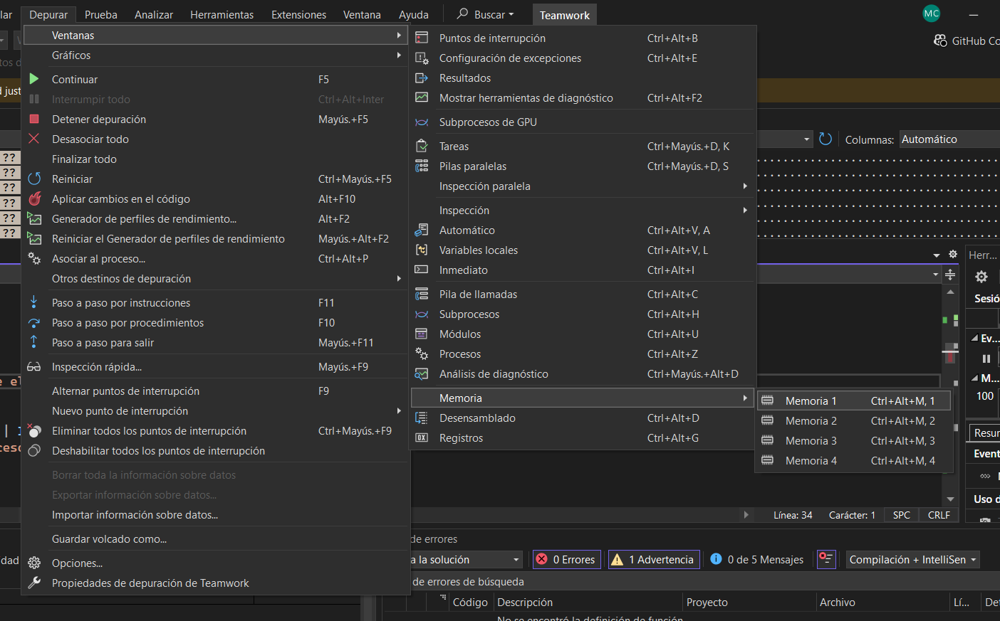 lar Depurar Prueba Analizar Herramientas Extensiones Ventana Ayuda Buscar Teamwork MC
GitHub Co
Ventanas
Gráficos
Continuar F5
Interrumpir todo Ctrl+Alt+Inter
Detener depuración Mayús.+F5
Desasociar todo
Finalizar todo
Reiniciar Ctrl+Mayús.+F5
Aplicar cambios en el código Alt+F10
Generador de perfiles de rendimiento... Alt+F2
Reiniciar el Generador de perfiles de rendimiento Mayús.+Alt+F2
Asociar al proceso... Ctrl+Alt+P
Otros destinos de depuración
Paso a paso por instrucciones F11
Paso a paso por procedimientos F10
Paso a paso para salir Mayús.+F11
Inspección rápida... Mayús.+F9
Alternar puntos de interrupción F9
Nuevo punto de interrupción
Eliminar todos los puntos de interrupción Ctrl+Mayús.+F9
Deshabilitar todos los puntos de interrupción
Borrar toda la información sobre datos
Exportar información sobre datos...
Importar información sobre datos...
Guardar volcado como...
Opciones...
Propiedades de depuración de Teamwork
Puntos de interrupción Ctrl+Alt+B
Configuración de excepciones Ctrl+Alt+E
Resultados
Mostrar herramientas de diagnóstico Ctrl+Alt+F2
Subprocesos de GPU
Tareas Ctrl+Mayús.+D, K
Pilas paralelas Ctrl+Mayús.+D, S
Inspección paralela
Inspección
Automático Ctrl+Alt+V, A
Variables locales Ctrl+Alt+V, L
Inmediato Ctrl+Alt+I
Pila de llamadas Ctrl+Alt+C
Subprocesos Ctrl+Alt+H
Módulos Ctrl+Alt+U
Procesos Ctrl+Alt+Z
Análisis de diagnóstico Ctrl+Mayús.+Alt+D
Memoria
Desensamblado Ctrl+Alt+D
Registros Ctrl+Alt+G
Memoria 1 Ctrl+Alt+M, 1
Memoria 2 Ctrl+Alt+M, 2
Memoria 3 Ctrl+Alt+M, 3
Memoria 4 Ctrl+Alt+M, 4
tos d
d just
??
??
??
??
??
??
e el
cesc
dad
Columnas: Automático
Herr...
Sesió
Ev...
M...
100
Resur
Event
Uso d
Línea: 34 Carácter: 1 SPC CRLF
de errores
a la solución 0 Errores 1 Advertencia 0 de 5 Mensajes Compilación + IntelliSen
de errores de búsqueda
Código Descripción Proyecto Archivo Lí... Det
No se encontró la definición de función